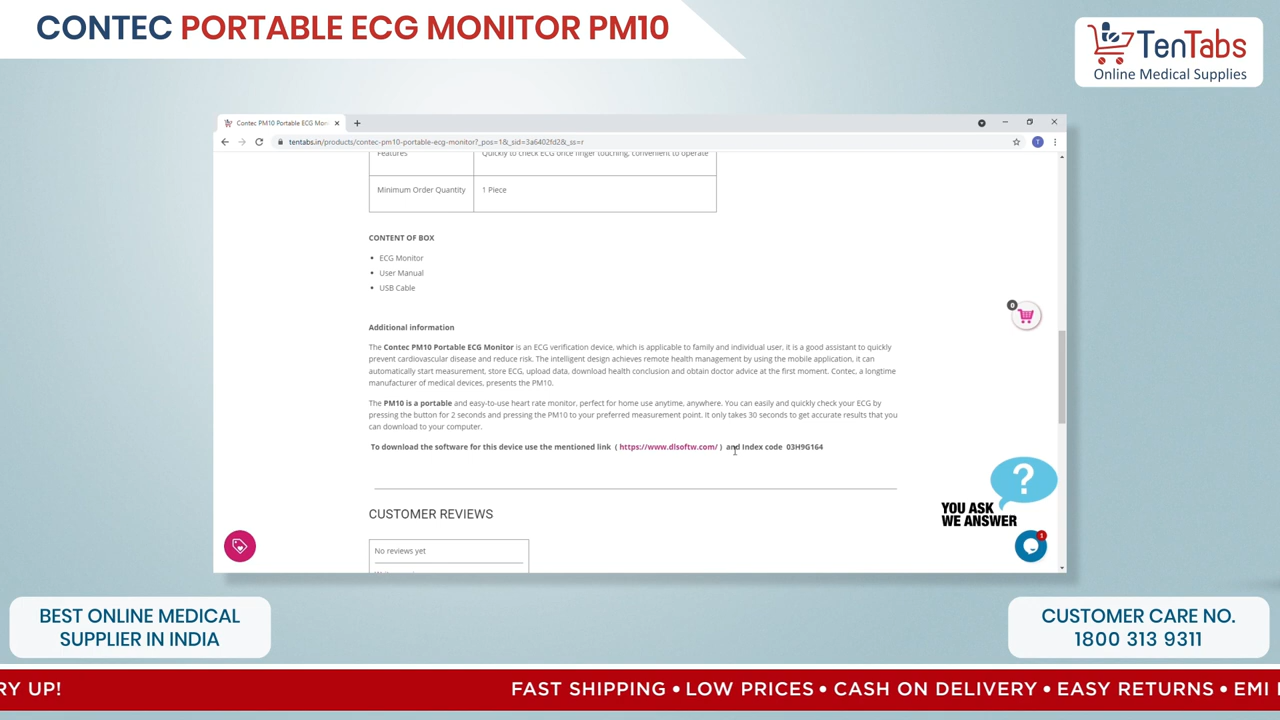 CONTEC PORTABLE ECG MONITOR PM10
TenTabs
Online Medical Supplies
Contec PM10 Portable ECG Mon
tentabs.in/products/contec-pm10-portable-ecg-monitor?_pos=1&_sid=3a6402fd2&_ss=r
T
Features Quickly to check ECG once finger touching, convenient to operate
Minimum Order Quantity 1 Piece
CONTENT OF BOX
• ECG Monitor
• User Manual
• USB Cable
0
Additional information
The Contec PM10 Portable ECG Monitor is an ECG verification device, which is applicable to family and individual user, it is a good assistant to quickly
prevent cardiovascular disease and reduce risk. The intelligent design achieves remote health management by using the mobile application, it can
automatically start measurement, store ECG, upload data, download health conclusion and obtain doctor advice at the first moment. Contec, a longtime
manufacturer of medical devices, presents the PM10.
The PM10 is a portable and easy-to-use heart rate monitor, perfect for home use anytime, anywhere. You can easily and quickly check your ECG by
pressing the button for 2 seconds and pressing the PM10 to your preferred measurement point, it only takes 30 seconds to get accurate results that you
can download to your computer.
To download the software for this device use the mentioned link ( https://www.dlsoftw.com/ ) and Index code 03H9G164
?
YOU ASK
WE ANSWER
1
CUSTOMER REVIEWS
No reviews yet
BEST ONLINE MEDICAL
SUPPLIER IN INDIA
CUSTOMER CARE NO.
1800 313 9311
RY UP! FAST SHIPPING • LOW PRICES • CASH ON DELIVERY • EASY RETURNS • EMI